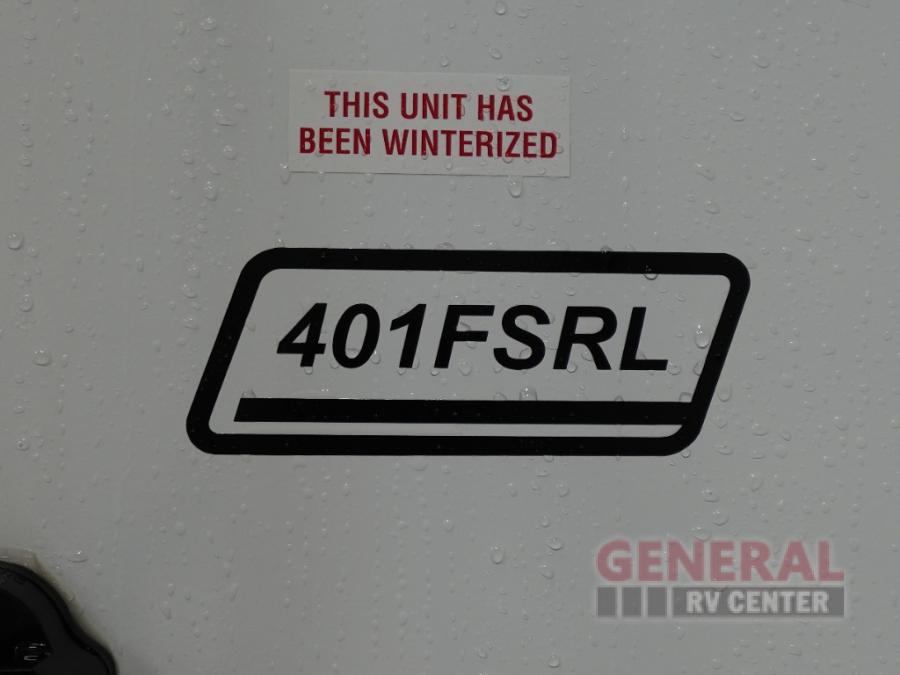 THIS UNIT HAS
BEEN WINTERIZED
401FSRL
GENERAL
RV CENTER